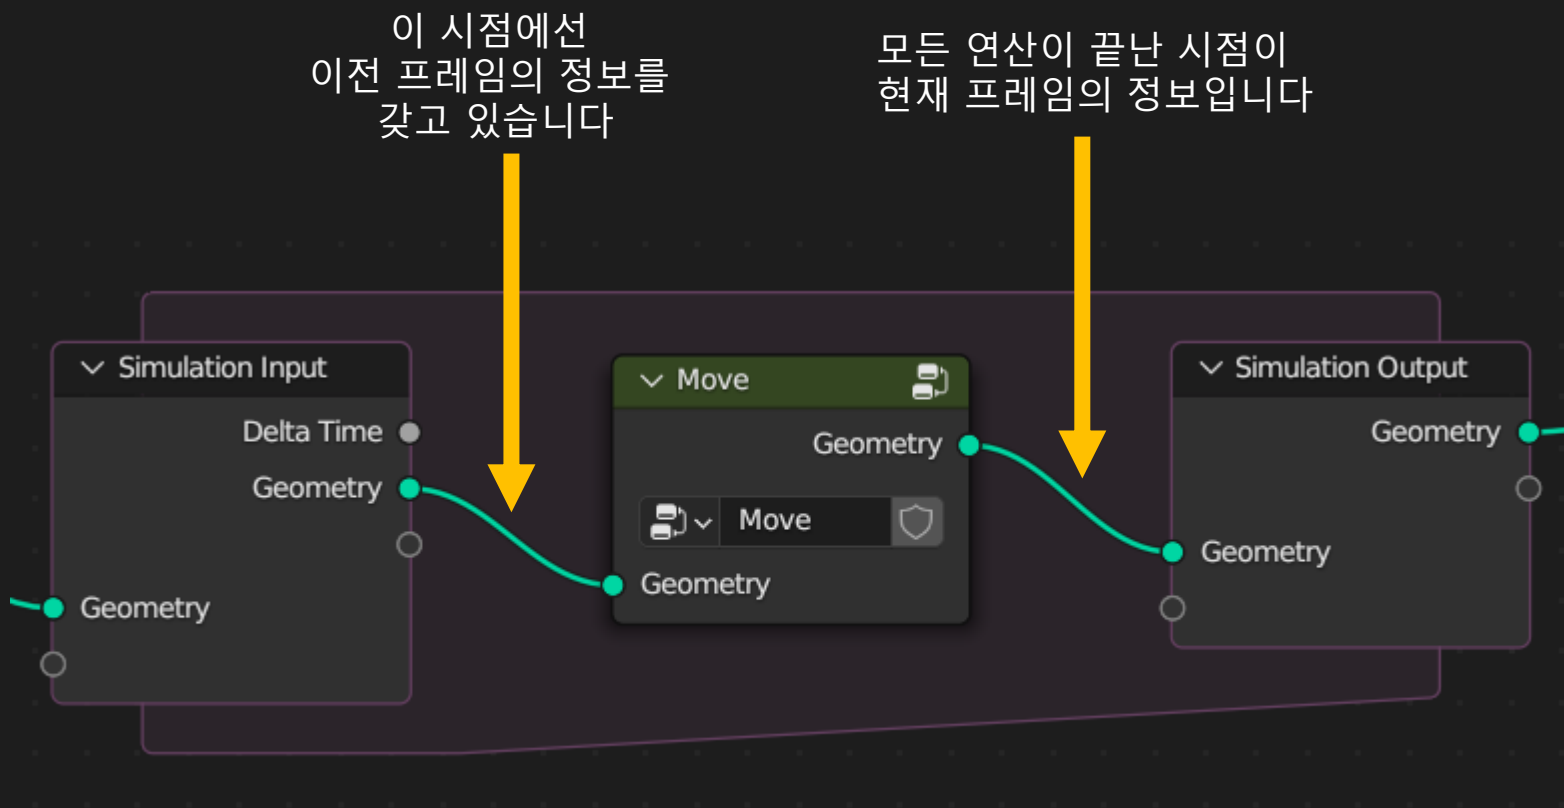 이 시점에선
이전 프레임의 정보를
갖고 있습니다
모든 연산이 끝난 시점이
현재 프레임의 정보입니다
Simulation Input
Delta Time
Geometry
Geometry
Move
Geometry
Move
Geometry
Simulation Output
Geometry
Geometry